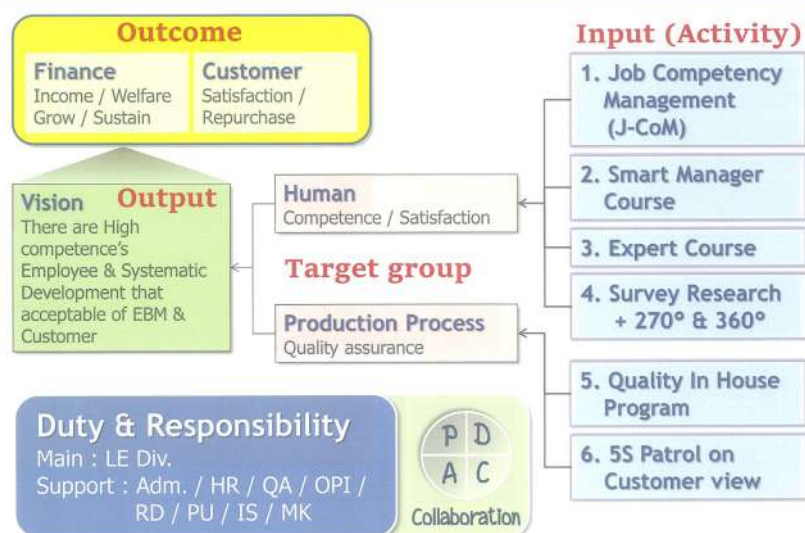 Outcome
Finance
Income / Welfare
Grow / Sustain
Customer
Satisfaction /
Repurchase
Vision
Output
There are High
competence's
Employee & Systematic
Development that
acceptable of EBM &
Customer
Human
Competence / Satisfaction
Target group
Production Process
Quality assurance
Input (Activity)
1. Job Competency
Management
(J-CoM)
2. Smart Manager
Course
3. Expert Course
4. Survey Research
+ 270° & 360°
5. Quality In House
Program
6. 5S Patrol on
Customer view
Duty & Responsibility
Main : LE Div.
Support : Adm. / HR / QA / OPI /
RD / PU / IS / MK
P D
A C
Collaboration